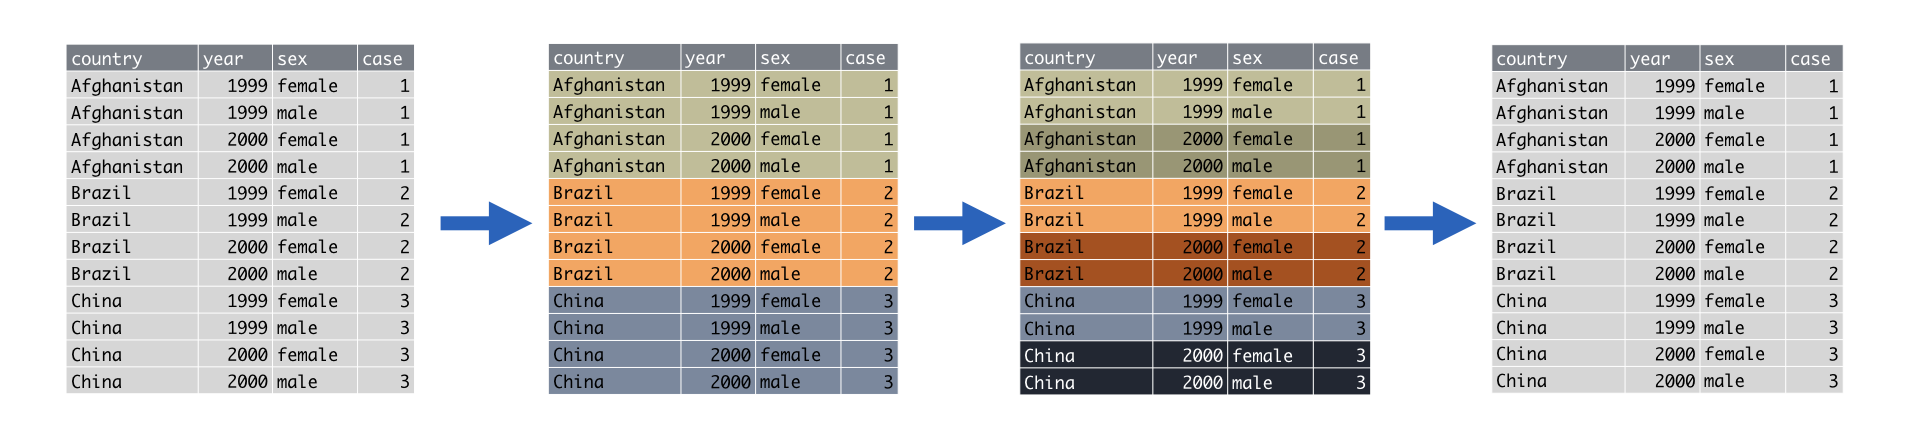 country year sex case
Afghanistan 1999 female 1
Afghanistan 1999 male 1
Afghanistan 2000 female 1
Afghanistan 2000 male 1
Brazil 1999 female 2
Brazil 1999 male 2
Brazil 2000 female 2
Brazil 2000 male 2
China 1999 female 3
China 1999 male 3
China 2000 female 3
China 2000 male 3
country year sex case
Afghanistan 1999 female 1
Afghanistan 1999 male 1
Afghanistan 2000 female 1
Afghanistan 2000 male 1
Brazil 1999 female 2
Brazil 1999 male 2
Brazil 2000 female 2
Brazil 2000 male 2
China 1999 female 3
China 1999 male 3
China 2000 female 3
China 2000 male 3
country year sex case
Afghanistan 1999 female 1
Afghanistan 1999 male 1
Afghanistan 2000 female 1
Afghanistan 2000 male 1
Brazil 1999 female 2
Brazil 1999 male 2
Brazil 2000 female 2
Brazil 2000 male 2
China 1999 female 3
China 1999 male 3
China 2000 female 3
China 2000 male 3
country year sex case
Afghanistan 1999 female 1
Afghanistan 1999 male 1
Afghanistan 2000 female 1
Afghanistan 2000 male 1
Brazil 1999 female 2
Brazil 1999 male 2
Brazil 2000 female 2
Brazil 2000 male 2
China 1999 female 3
China 1999 male 3
China 2000 female 3
China 2000 male 3